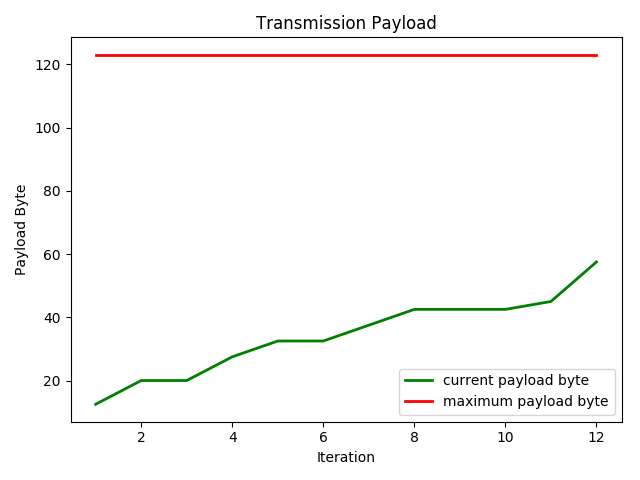 Transmission Payload
Payload Byte
120
100
80
60
40
20
current payload byte
maximum payload byte
2 4 6 8 10 12
Iteration